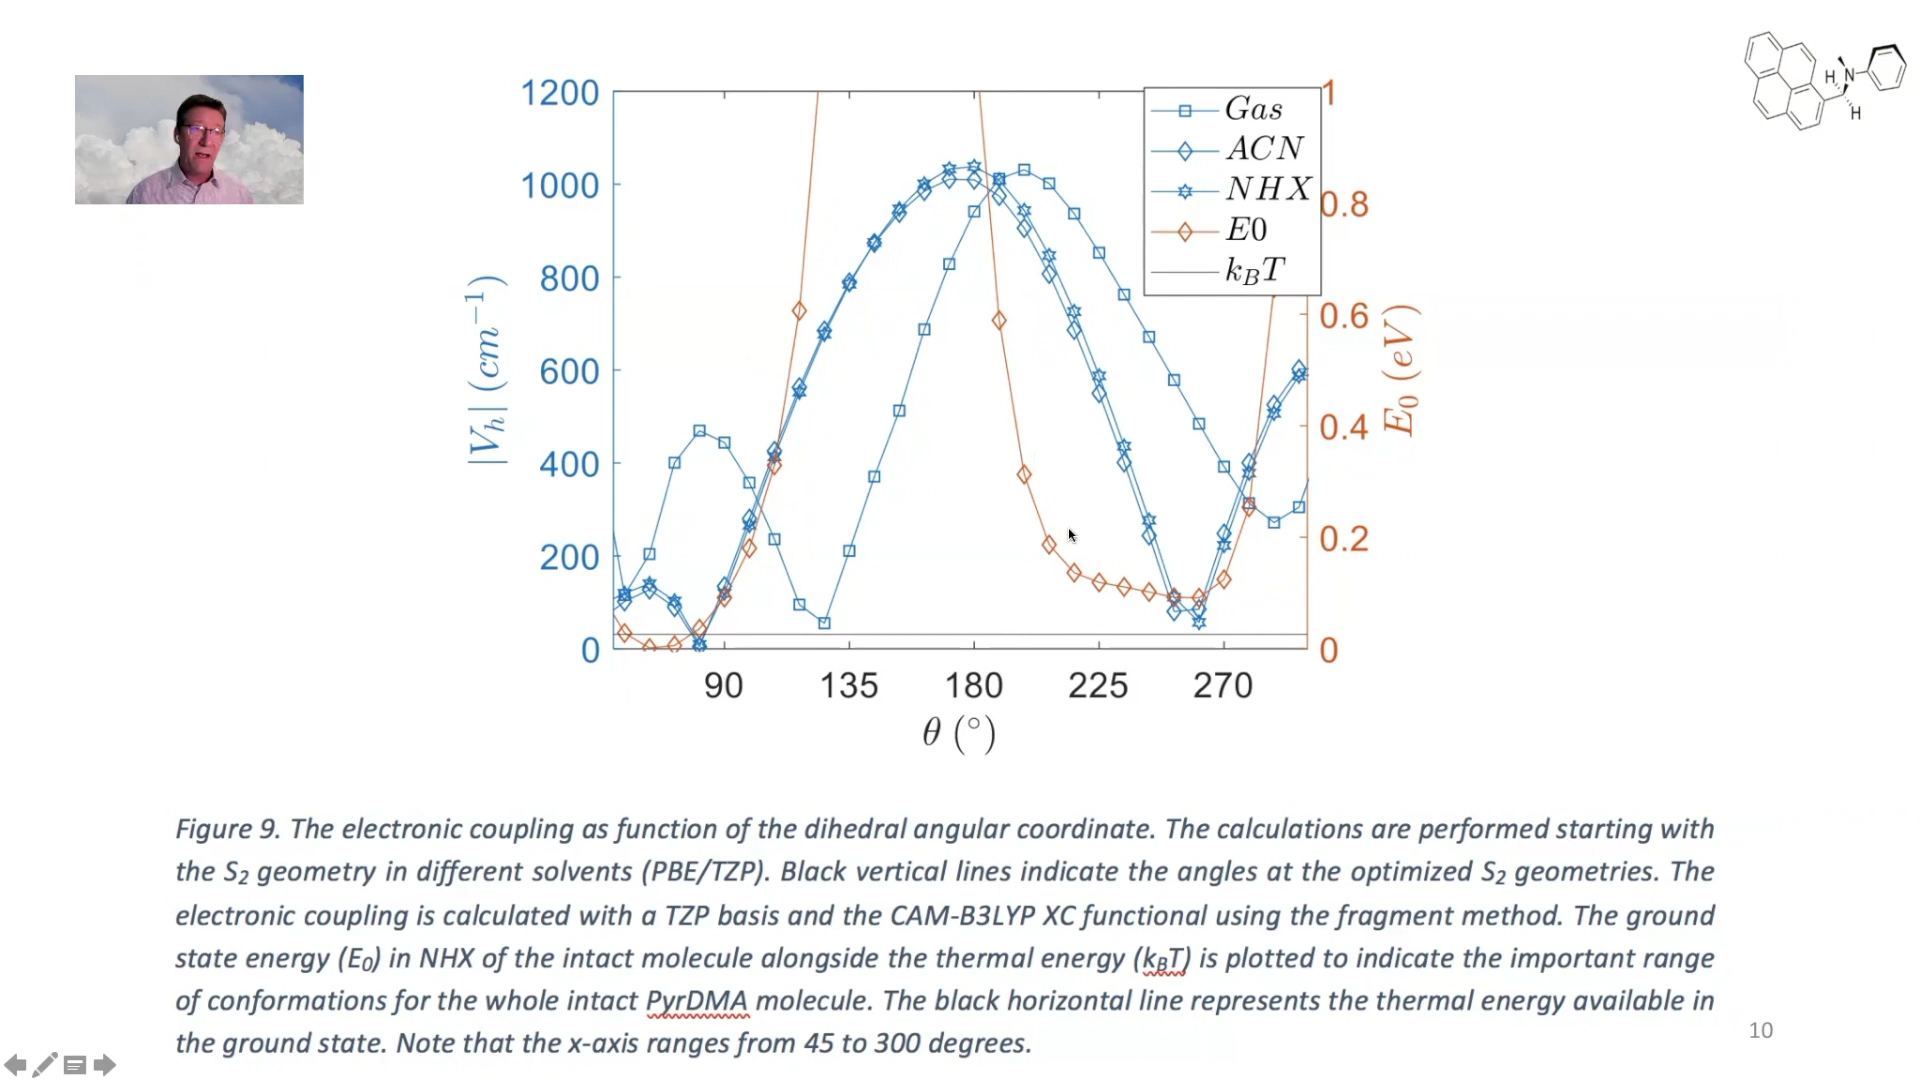 1200
1000
800
600
400
200
0
|V_h| (cm⁻¹)
Gas
ACN
NHX
E0
k_BT
1
0.8
0.6
0.4
0.2
0
E₀ (eV)
90 135 180 225 270
θ (°)
H N
H
Figure 9. The electronic coupling as function of the dihedral angular coordinate. The calculations are performed starting with
the S₂ geometry in different solvents (PBE/TZP). Black vertical lines indicate the angles at the optimized S₂ geometries. The
electronic coupling is calculated with a TZP basis and the CAM-B3LYP XC functional using the fragment method. The ground
state energy (E₀) in NHX of the intact molecule alongside the thermal energy (k_BT) is plotted to indicate the important range
of conformations for the whole intact PyrDMA molecule. The black horizontal line represents the thermal energy available in
the ground state. Note that the x-axis ranges from 45 to 300 degrees.
10